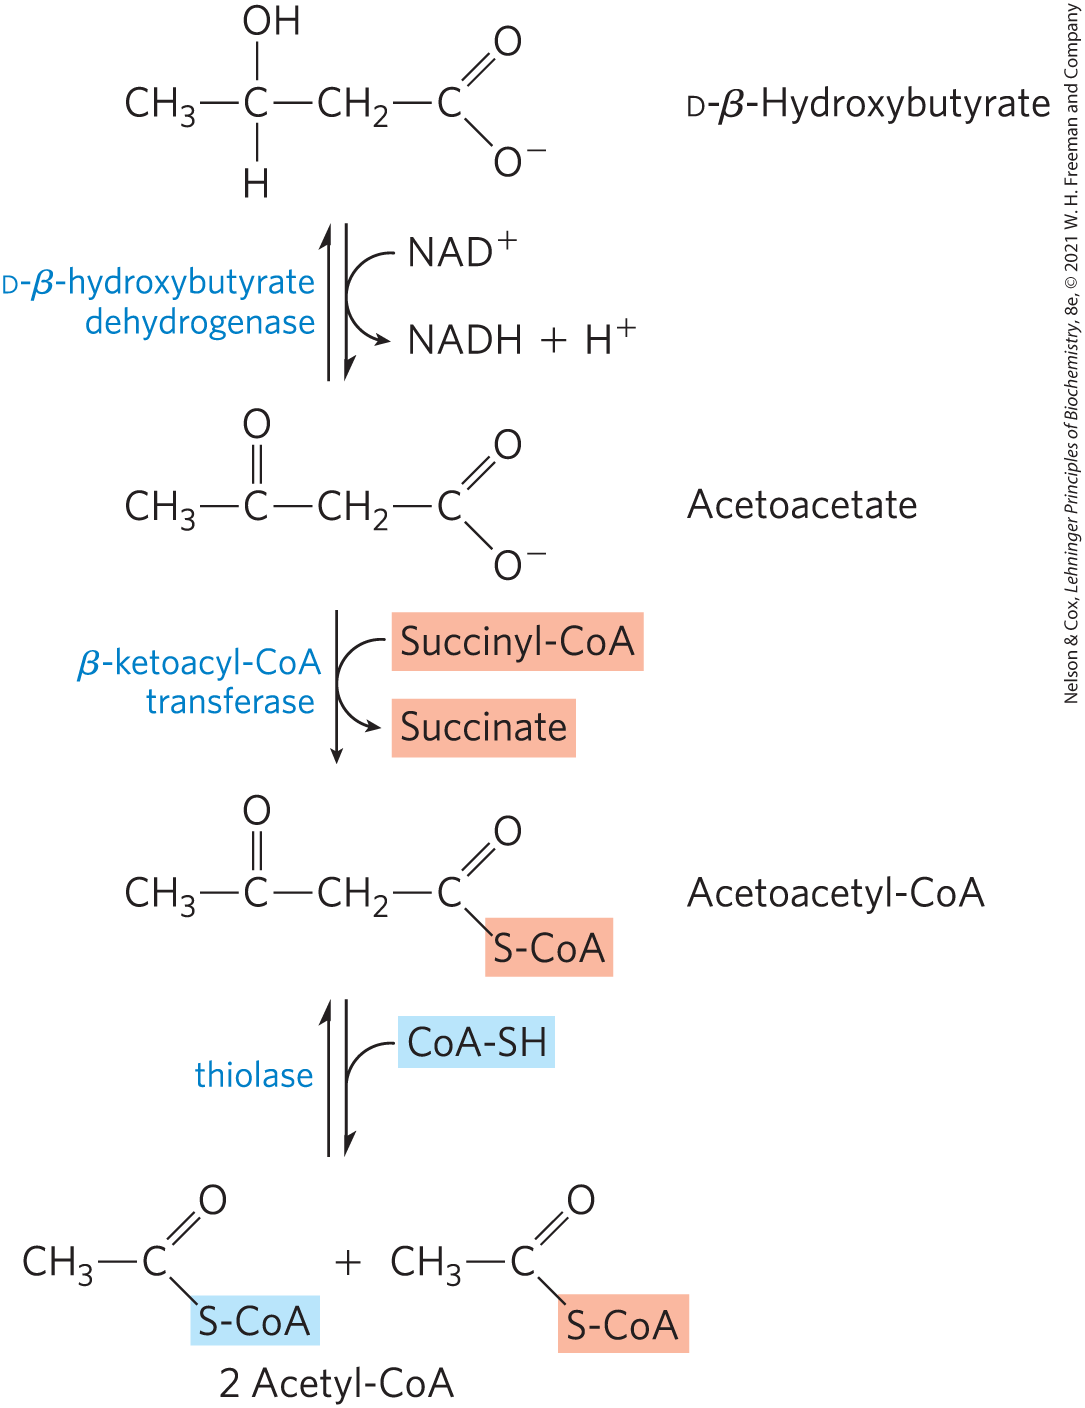 OH
O
CH₃—C—CH₂—C
D-β-Hydroxybutyrate
O⁻
H
D-β-hydroxybutyrate
dehydrogenase
NAD⁺
NADH + H⁺
O
O
CH₃—C—CH₂—C
Acetoacetate
O⁻
β-ketoacyl-CoA
transferase
Succinyl-CoA
Succinate
O
O
CH₃—C—CH₂—C
Acetoacetyl-CoA
S-CoA
thiolase
CoA-SH
O
O
CH₃—C + CH₃—C
S-CoA
S-CoA
2 Acetyl-CoA
Nelson & Cox, Lehninger Principles of Biochemistry, 8e, © 2021 W. H. Freeman and Company